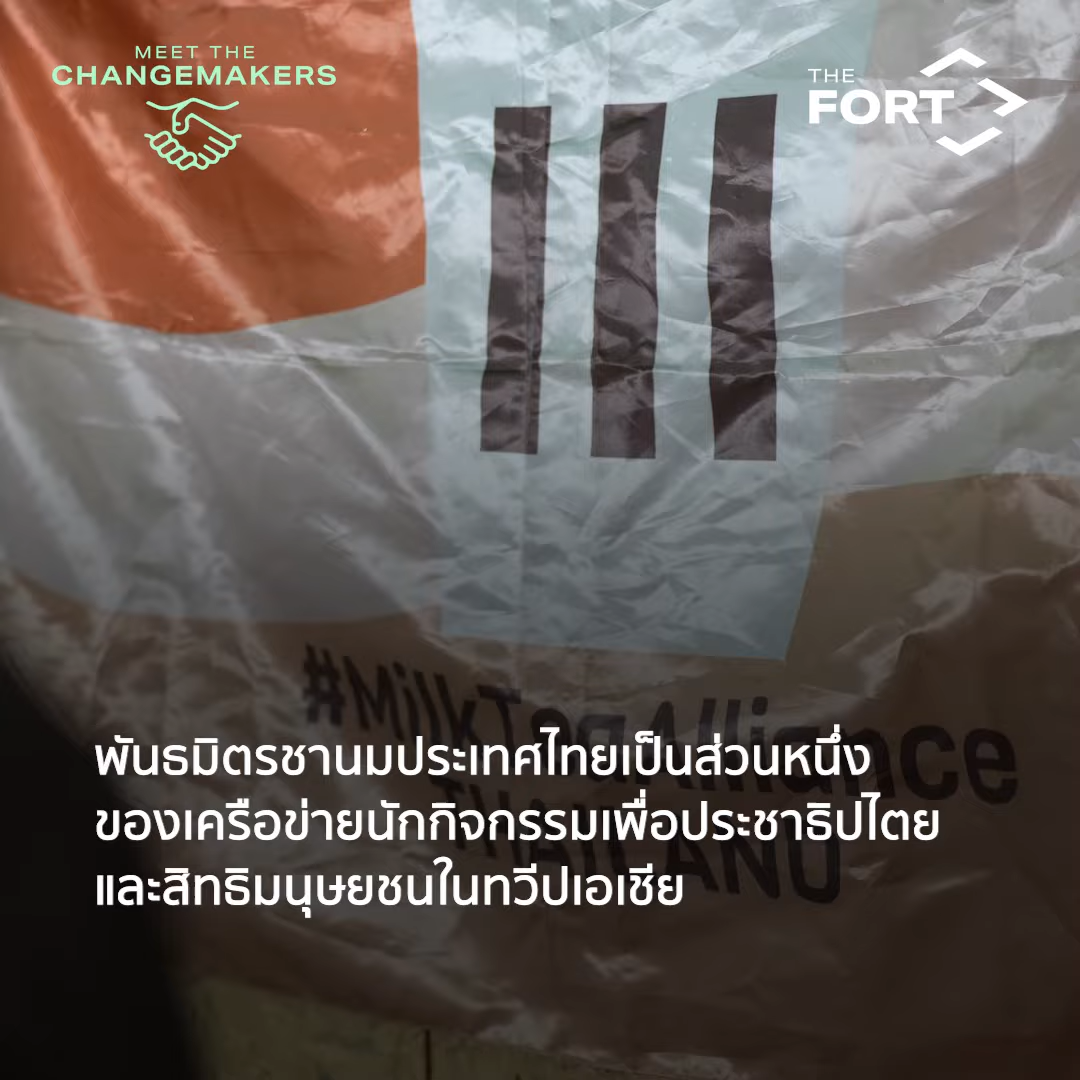 MEET THE
CHANGEMAKERS
THE
FORT
#MilkTeaAlliance
THAILAND
พันธมิตรชานมประเทศไทยเป็นส่วนหนึ่ง
ของเครือข่ายนักกิจกรรมเพื่อประชาธิปไตย
และสิทธิมนุษยชนในทวีปเอเชีย